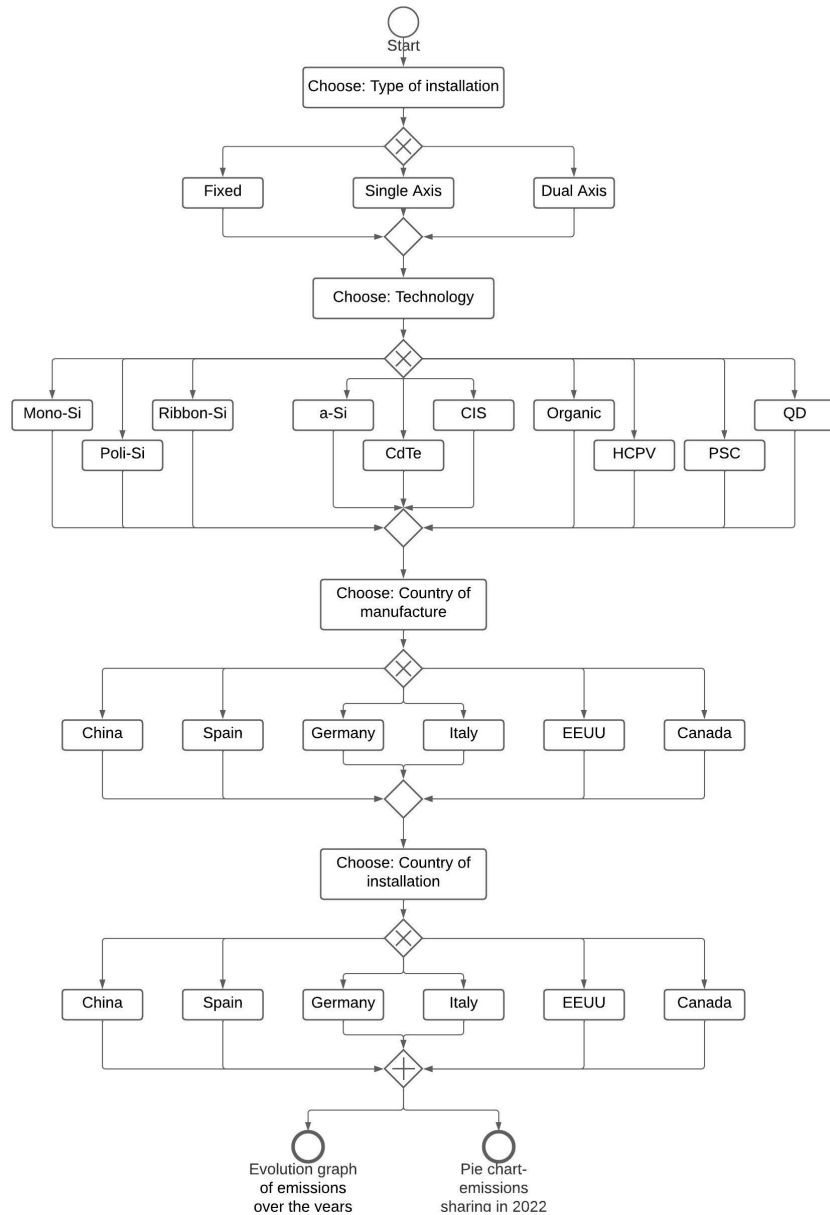 Start
Choose: Type of installation
Fixed
Single Axis
Dual Axis
Choose: Technology
Mono-Si
Ribbon-Si
a-Si
CIS
Organic
QD
Poli-Si
CdTe
HCPV
PSC
Choose: Country of
manufacture
China
Spain
Germany
Italy
EEUU
Canada
Choose: Country of
installation
China
Spain
Germany
Italy
EEUU
Canada
Evolution graph
of emissions
over the years
Pie chart-
emissions
sharing in 2022